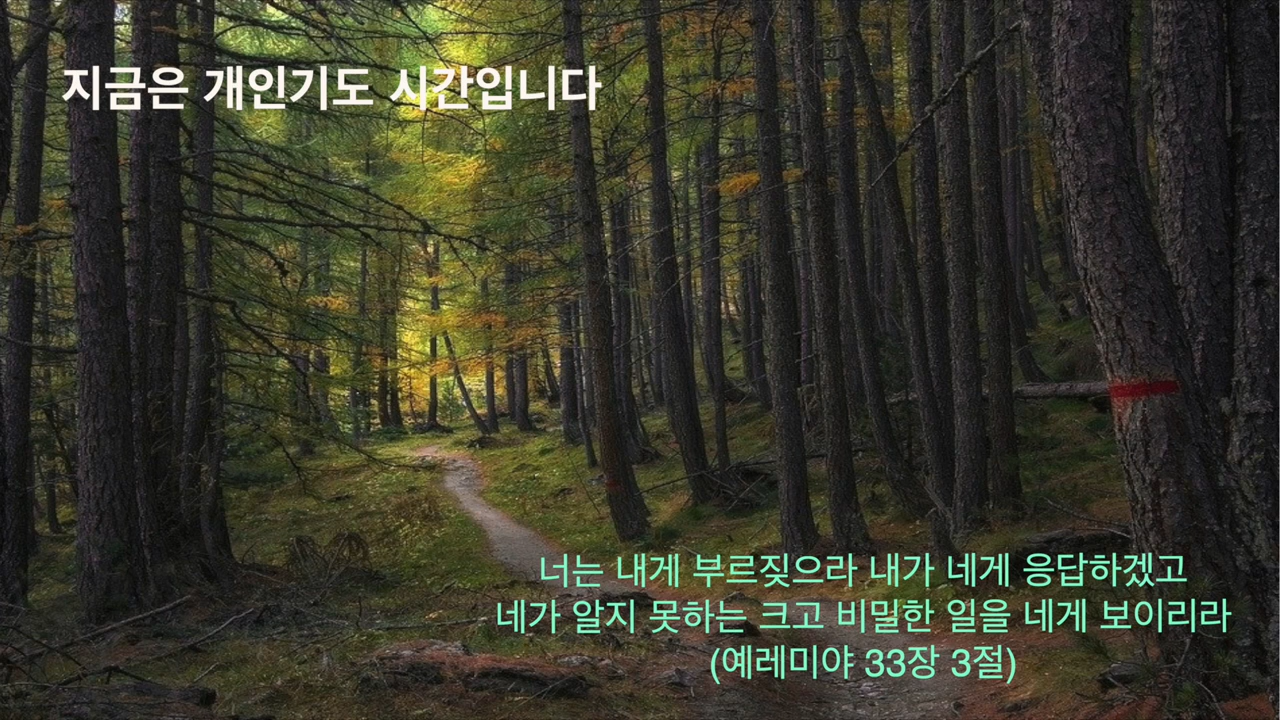 지금은 개인기도 시간입니다
너는 내게 부르짖으라 내가 네게 응답하겠고
네가 알지 못하는 크고 비밀한 일을 네게 보이리라
(예레미야 33장 3절)